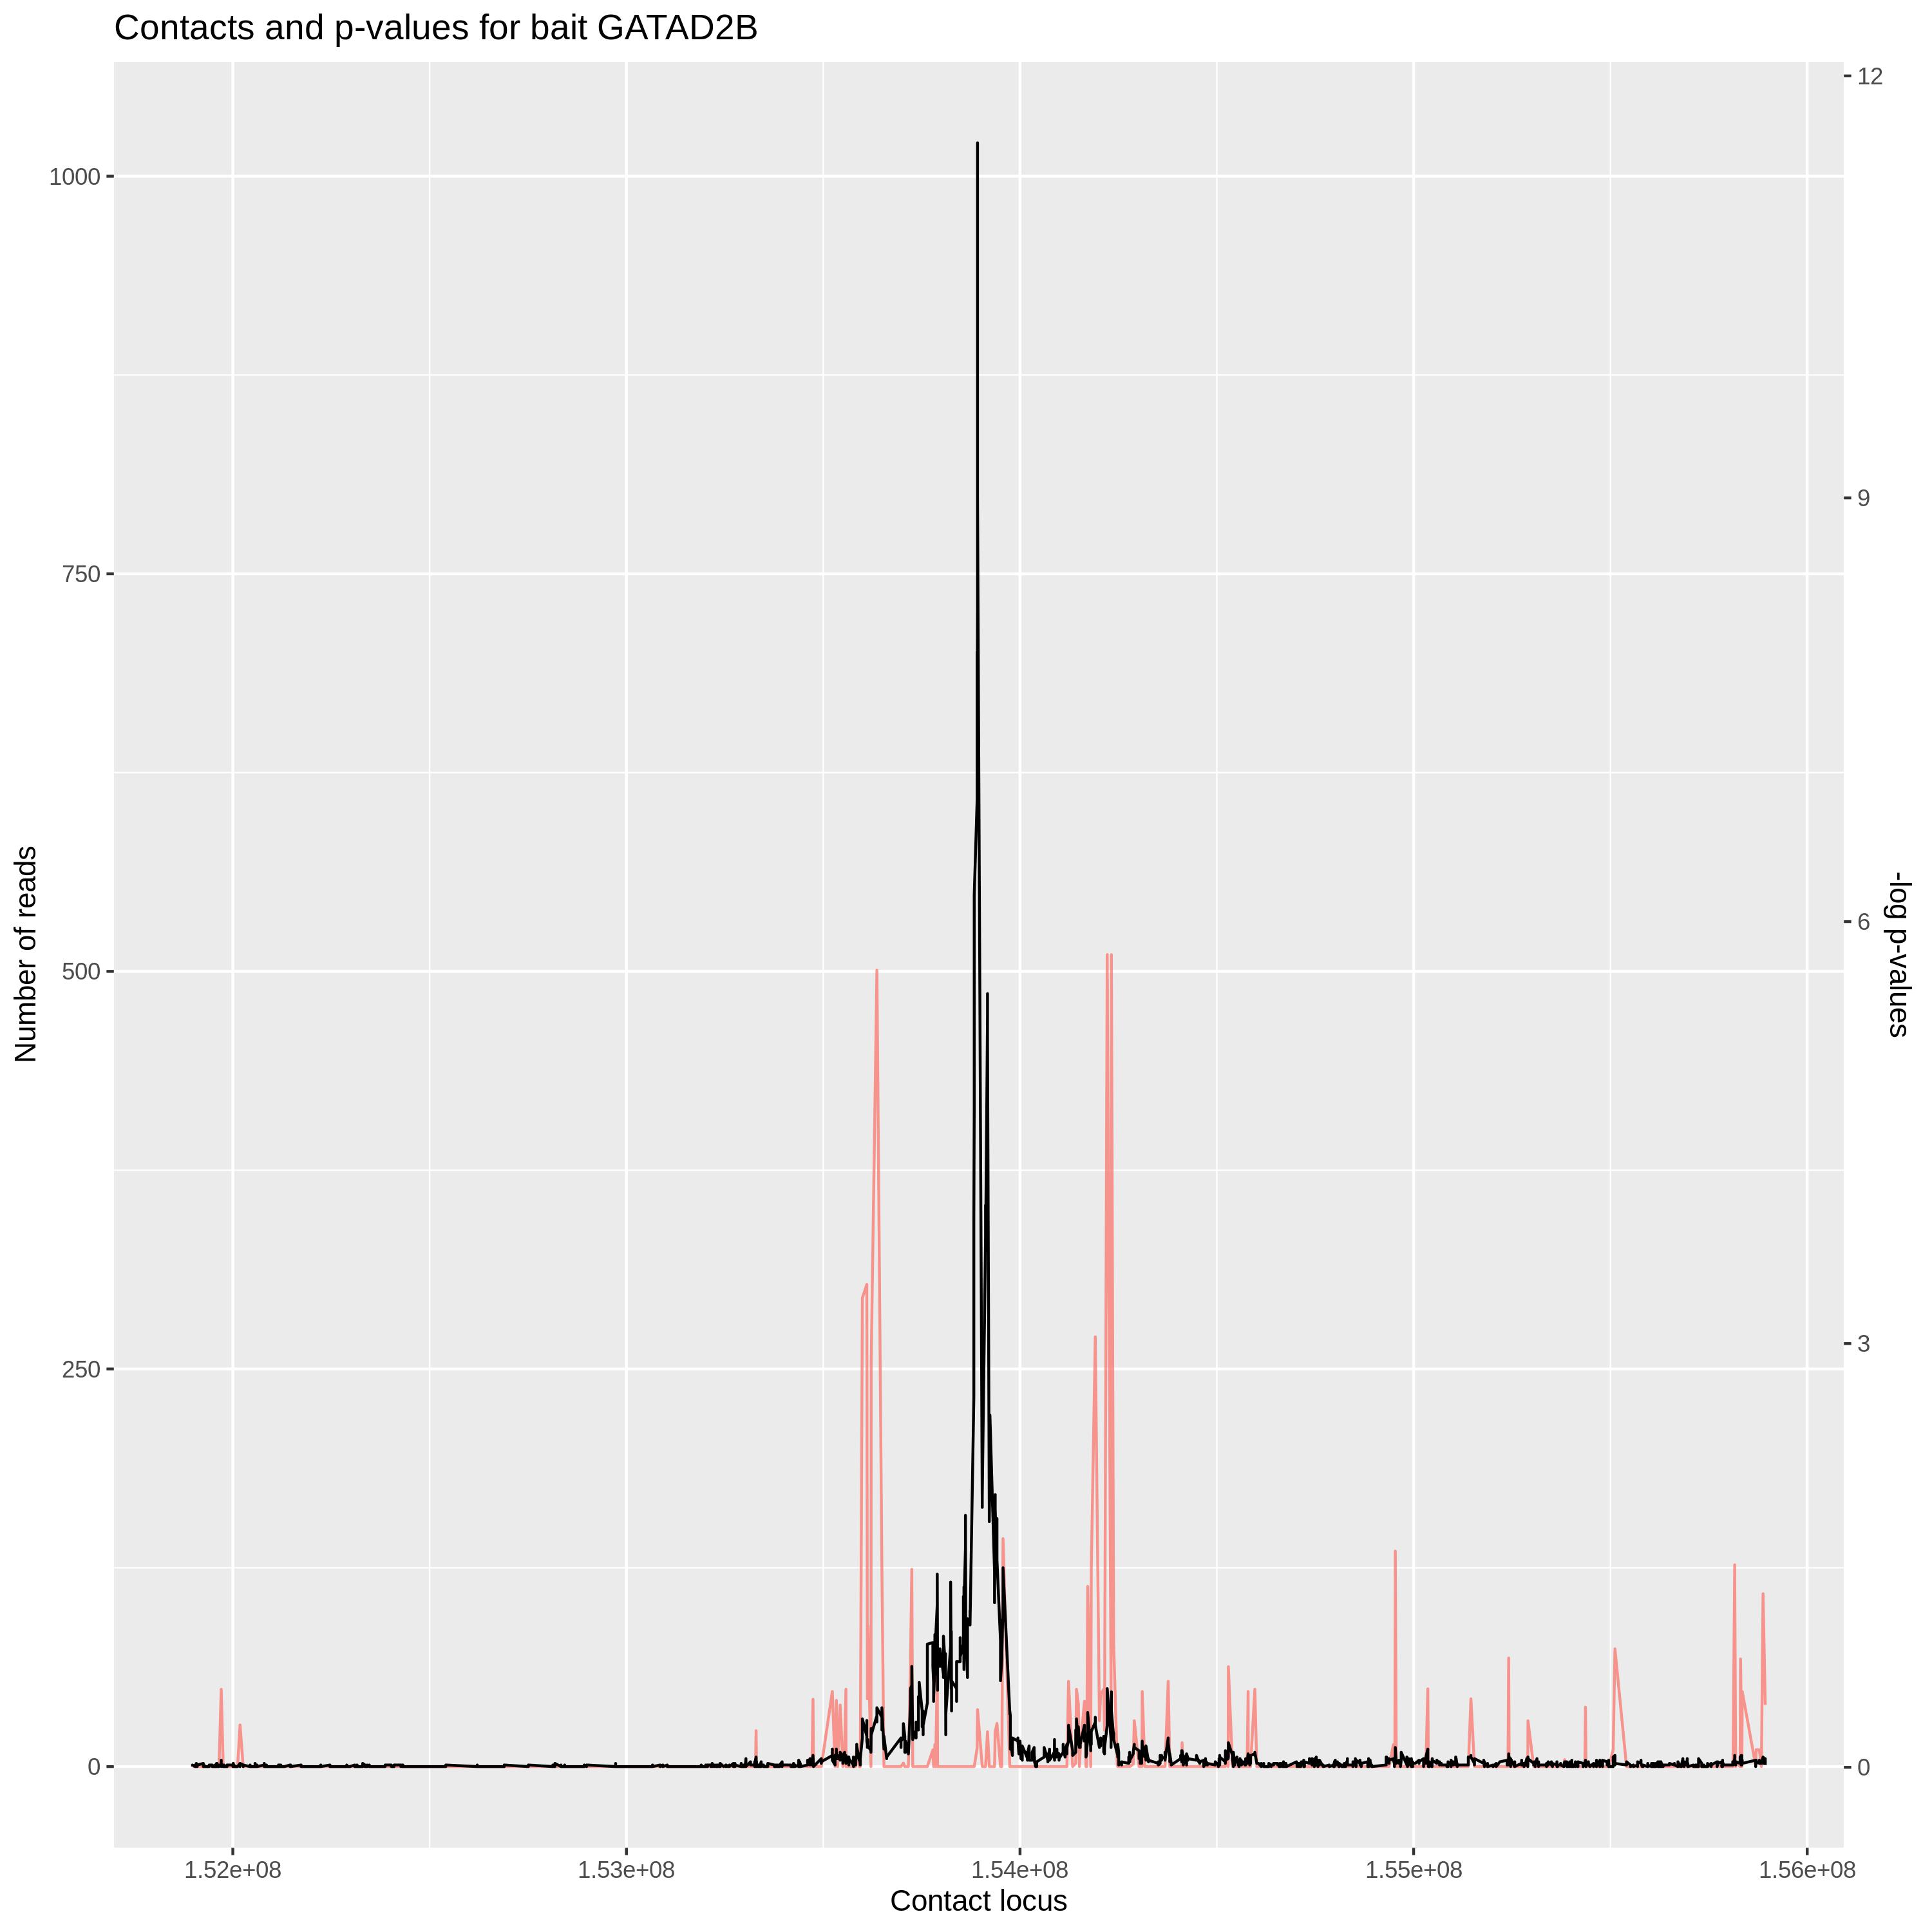 Contacts and p-values for bait GATAD2B
12
1000
9
750
Number of reads
-log p-values
6
500
3
250
0
0
1.52e+08
1.53e+08
1.54e+08
1.55e+08
1.56e+08
Contact locus